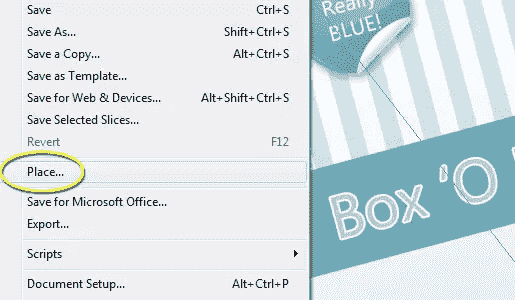 Save Ctrl+S
Save As... Shift+Ctrl+S
Save a Copy... Alt+Ctrl+S
Save as Template...
Save for Web & Devices... Alt+Shift+Ctrl+S
Save Selected Slices...
Revert F12
Place...
Save for Microsoft Office...
Export...
Scripts
Document Setup... Alt+Ctrl+P
Really
BLUE!
Box 'O